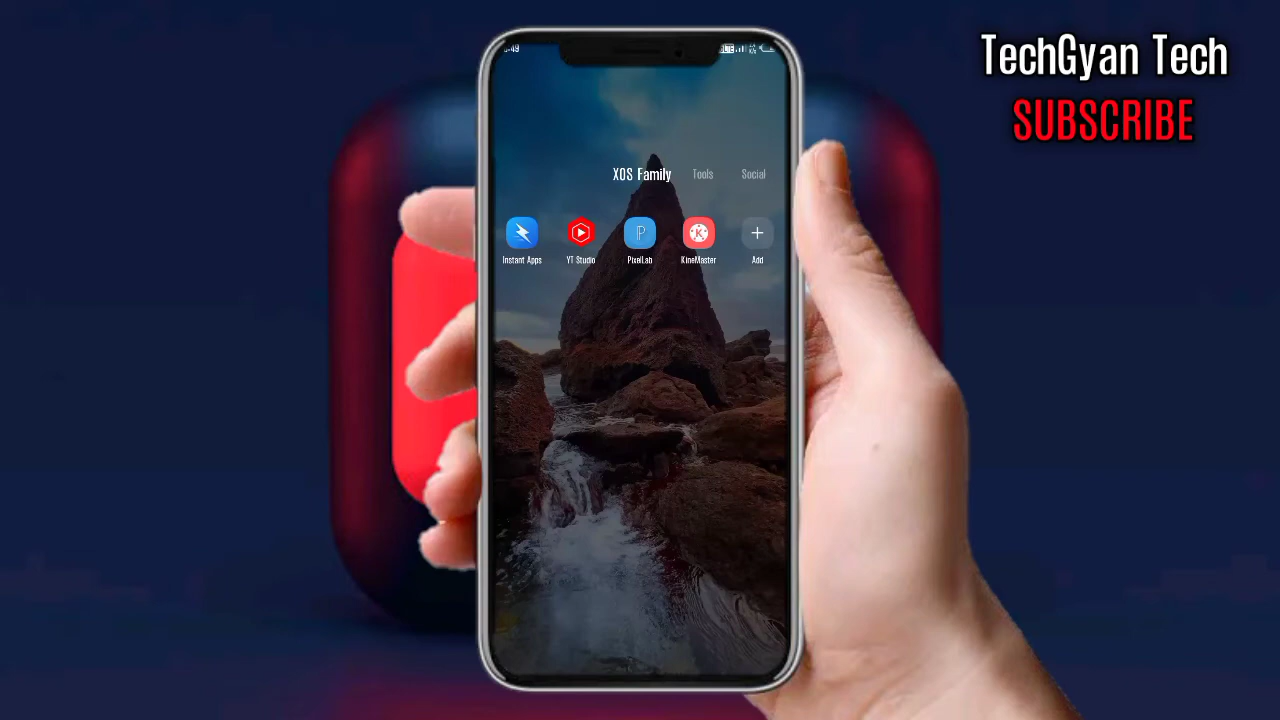 TechGyan Tech
SUBSCRIBE
XOS Family Tools Social
Instant Apps YT Studio PixelLab KineMaster Add